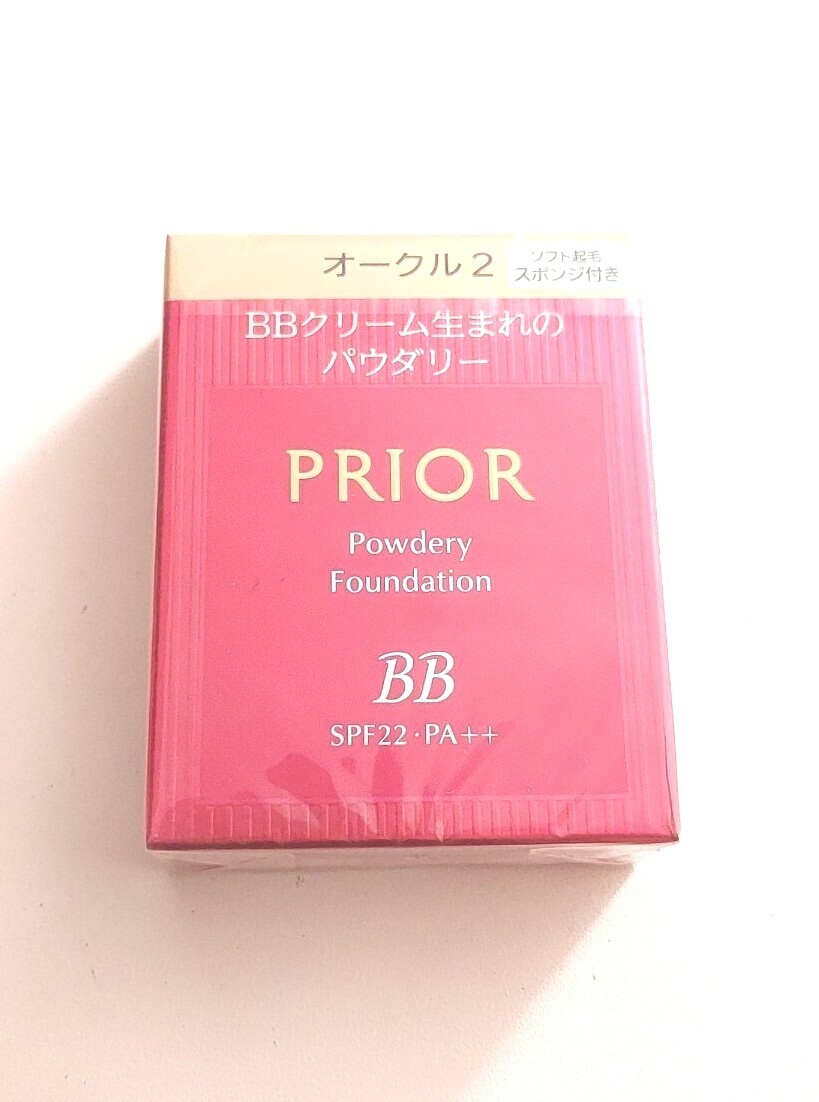 オークル2
ソフト起毛
スポンジ付き
BBクリーム生まれの
パウダリー
PRIOR
Powdery
Foundation
BB
SPF22・PA++